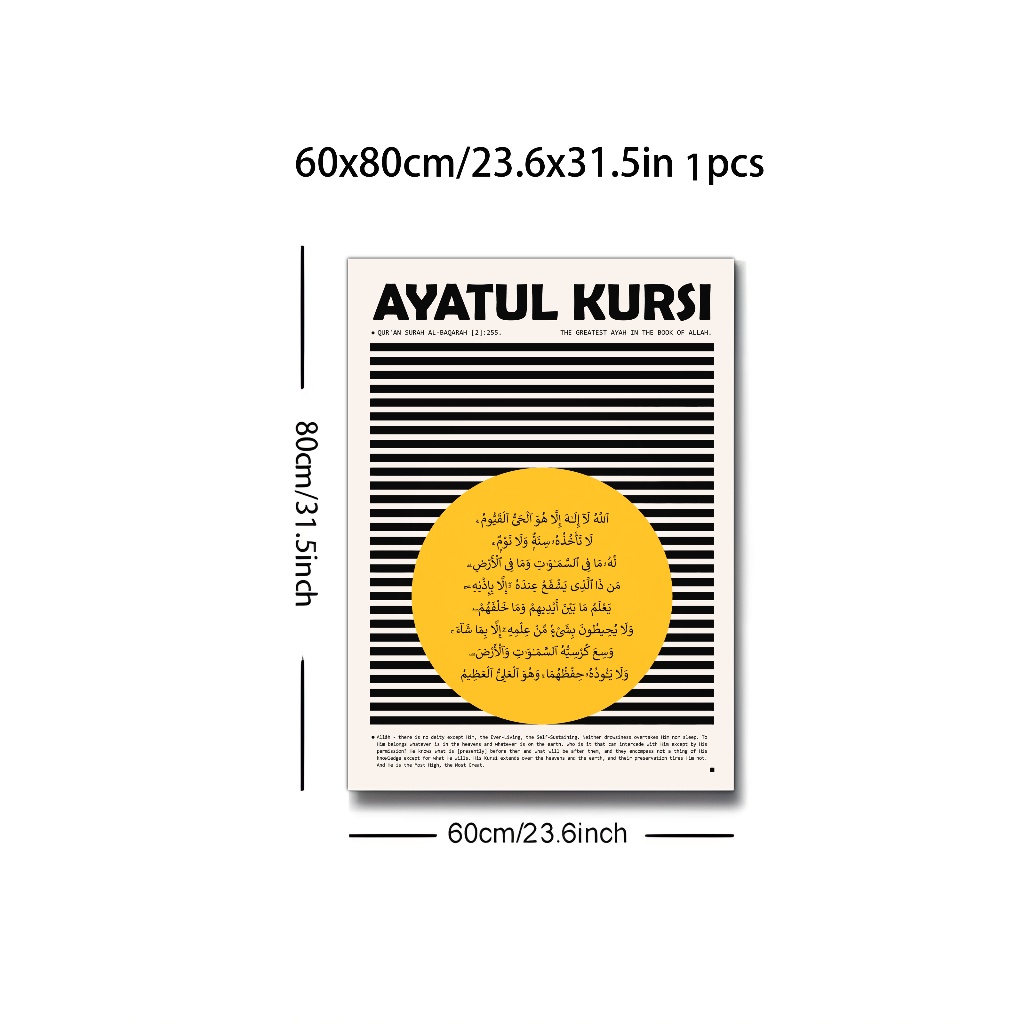 60x80cm/23.6x31.5in 1pcs
AYATUL KURSI
QUR'AN SURAH AL-BAQARAH [2]:255.
THE GREATEST AYAH IN THE BOOK OF ALLAH.
ٱللَّهُ لَآ إِلَـٰهَ إِلَّا هُوَ ٱلْحَىُّ ٱلْقَيُّومُ ۚ
لَا تَأْخُذُهُۥ سِنَةٌ وَلَا نَوْمٌ ۚ
لَّهُۥ مَا فِى ٱلسَّمَـٰوَٰتِ وَمَا فِى ٱلْأَرْضِ ۗ
مَن ذَا ٱلَّذِى يَشْفَعُ عِندَهُۥٓ إِلَّا بِإِذْنِهِۦ ۚ
يَعْلَمُ مَا بَيْنَ أَيْدِيهِمْ وَمَا خَلْفَهُمْ ۖ
وَلَا يُحِيطُونَ بِشَىْءٍ مِّنْ عِلْمِهِۦٓ إِلَّا بِمَا شَآءَ ۚ
وَسِعَ كُرْسِيُّهُ ٱلسَّمَـٰوَٰتِ وَٱلْأَرْضَ ۖ
وَلَا يَـُٔودُهُۥ حِفْظُهُمَا ۚ وَهُوَ ٱلْعَلِىُّ ٱلْعَظِيمُ
Allāh - there is no deity except Him, the Ever-Living, the Self-Sustaining. Neither drowsiness overtakes Him nor sleep. To
Him belongs whatever is in the heavens and whatever is on the earth. Who is it that can intercede with Him except by His
permission? He knows what is [presently] before them and what will be after them, and they encompass not a thing of His
knowledge except for what He wills. His Kursi extends over the heavens and the earth, and their preservation tires Him not.
And He is the Most High, the Most Great.
80cm/31.5inch
60cm/23.6inch